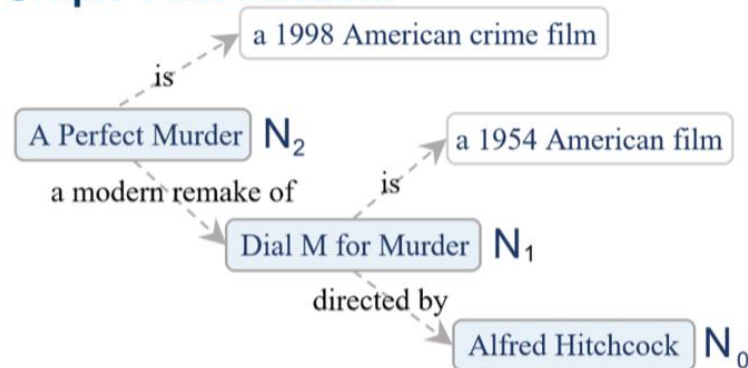 a 1998 American crime film
is
A Perfect Murder N₂
a 1954 American film
a modern remake of
is
Dial M for Murder N₁
directed by
Alfred Hitchcock N₀